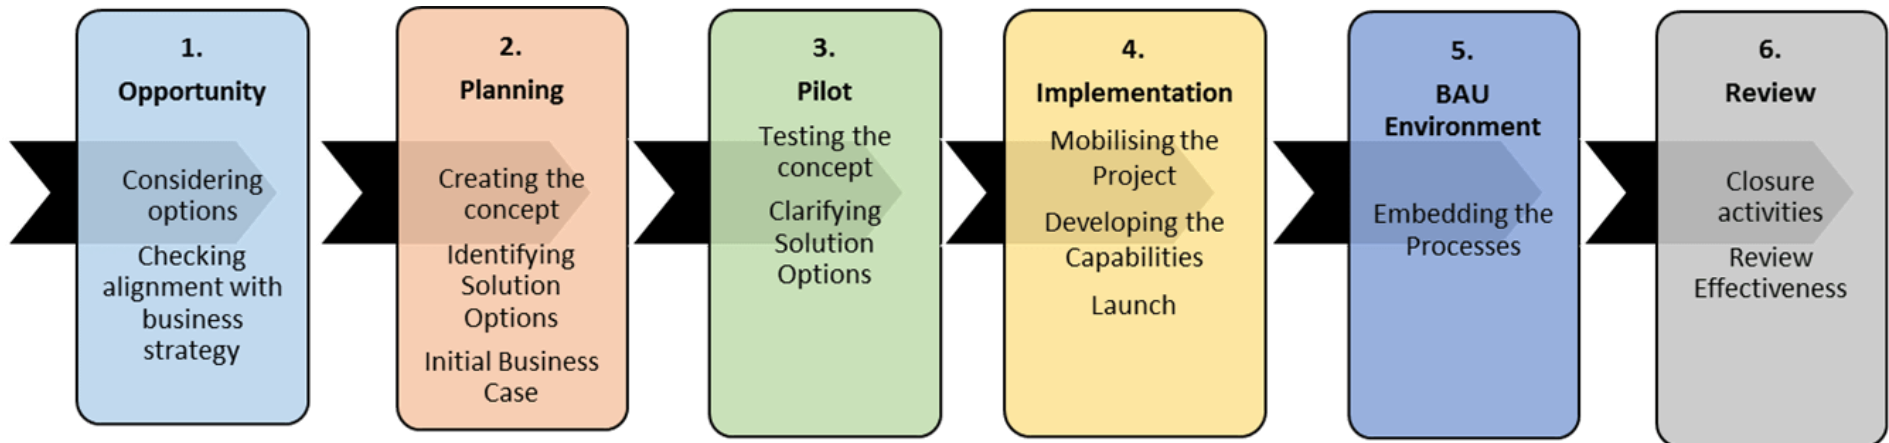 1.
Opportunity
Considering
options
Checking
alignment with
business
strategy
2.
Planning
Creating the
concept
Identifying
Solution
Options
Initial Business
Case
3.
Pilot
Testing the
concept
Clarifying
Solution
Options
4.
Implementation
Mobilising the
Project
Developing the
Capabilities
Launch
5.
BAU
Environment
Embedding the
Processes
6.
Review
Closure
activities
Review
Effectiveness